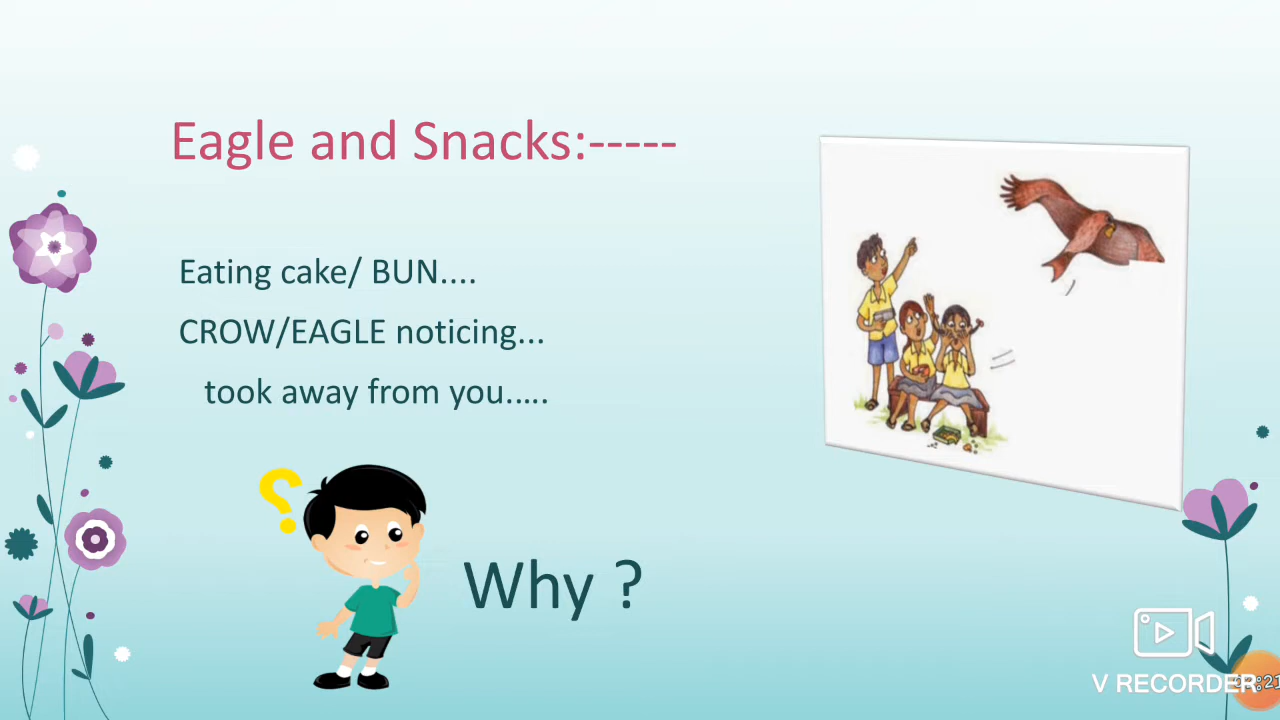 Eagle and Snacks:-----
Eating cake/ BUN....
CROW/EAGLE noticing...
took away from you.....
Why ?
V RECORDER